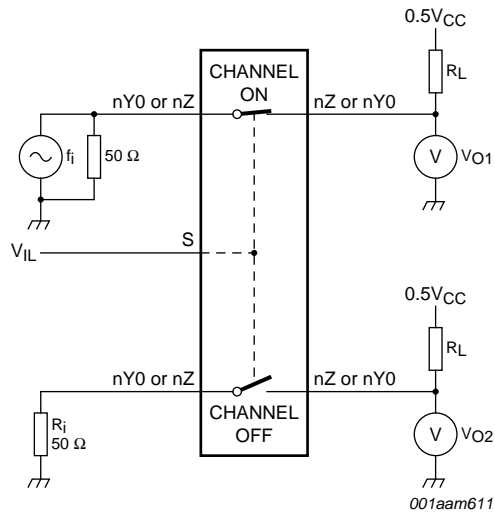 0.5VCC
CHANNEL
ON
RL
nY0 or nZ
nZ or nY0
fi
50 Ω
V
VO1
S
VIL
0.5VCC
RL
nY0 or nZ
nZ or nY0
Ri
50 Ω
CHANNEL
OFF
V
VO2
001aam611